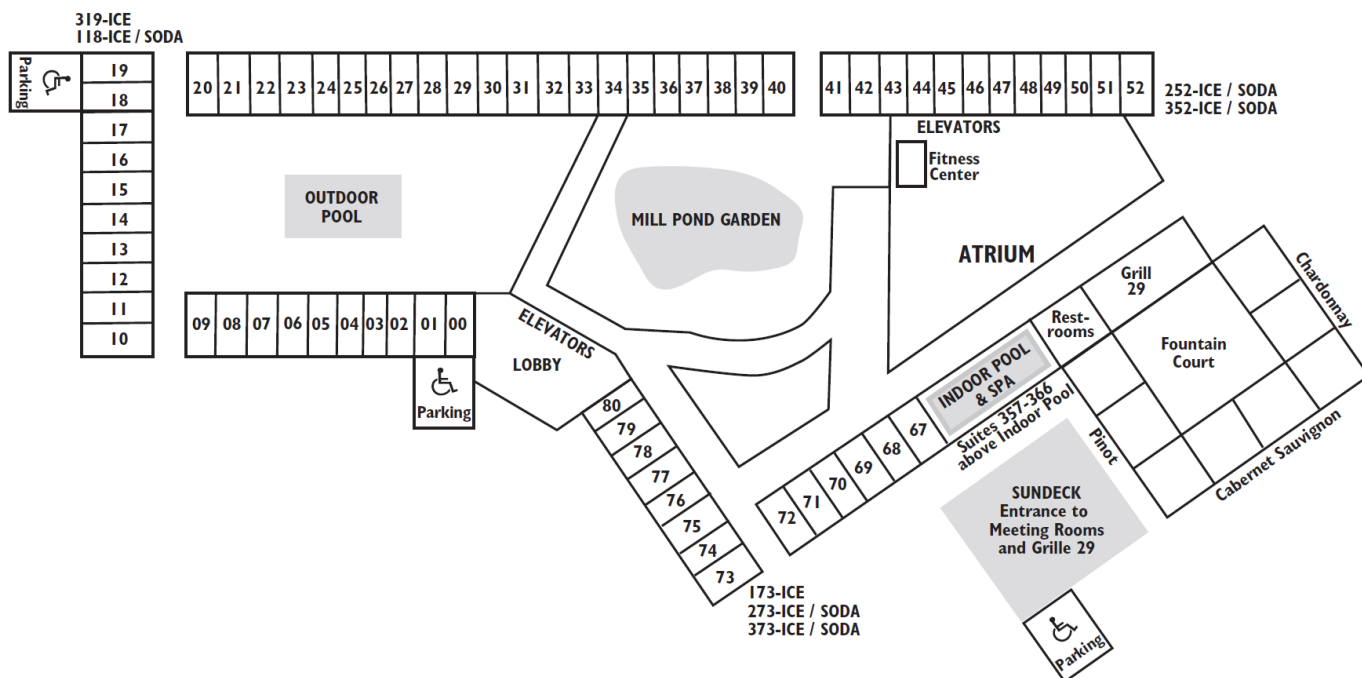 319-ICE
118-ICE / SODA
Parking
19
18
17
16
15
14
13
12
11
10
20 21 22 23 24 25 26 27 28 29 30 31 32 33 34 35 36 37 38 39 40
41 42 43 44 45 46 47 48 49 50 51 52
252-ICE / SODA
352-ICE / SODA
ELEVATORS
Fitness
Center
OUTDOOR
POOL
MILL POND GARDEN
ATRIUM
09 08 07 06 05 04 03 02 01 00
Parking
ELEVATORS
LOBBY
80
79
78
77
76
75
74
73
173-ICE
273-ICE / SODA
373-ICE / SODA
72 71 70 69 68 67
INDOOR POOL
& SPA
Suites 357-366
above Indoor Pool
Rest-
rooms
Grill
29
Fountain
Court
Chardonnay
Pinot
Cabernet Sauvignon
SUNDECK
Entrance to
Meeting Rooms
and Grille 29
Parking